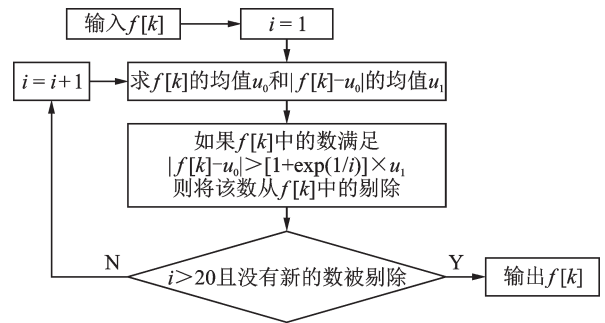 输入f[k]
i=1
i=i+1
求f[k]的均值u₀和|f[k]-u₀|的均值u₁
如果f[k]中的数满足
|f[k]-u₀|>[1+exp(1/i)]×u₁
则将该数从f[k]中的剔除
N
i>20且没有新的数被剔除
Y
输出f[k]